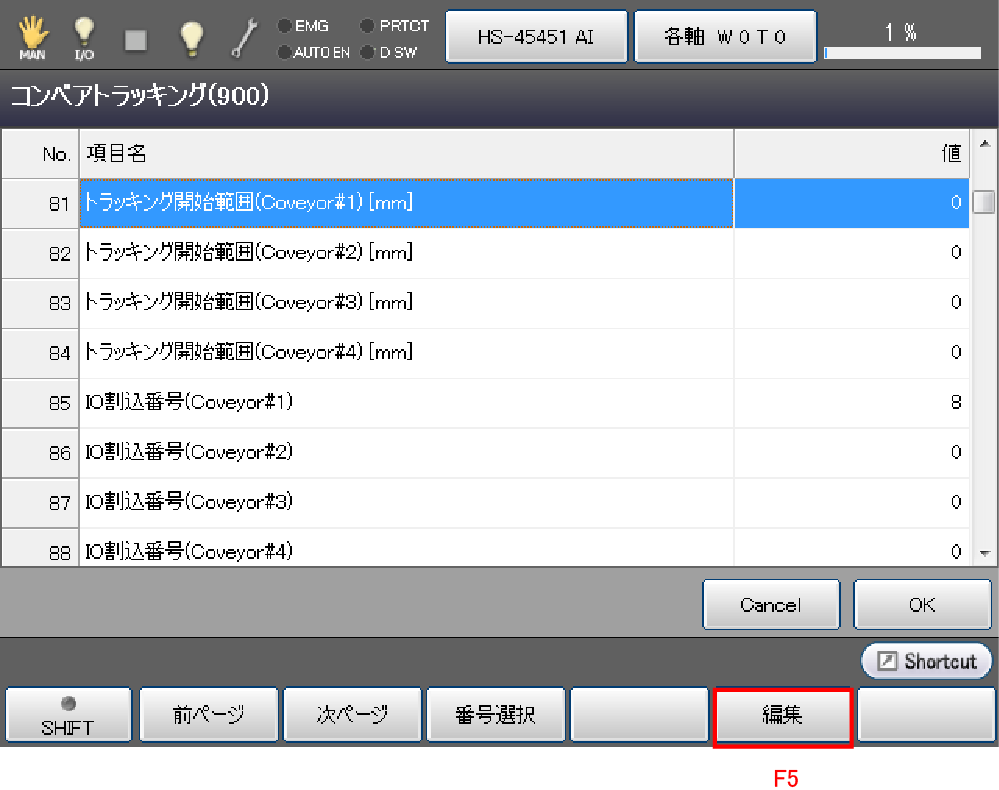 MAN
I/O
EMG
PRTCT
AUTO EN
D SW
HS-45451 AI
各軸 W 0 T 0
1 %
コンベアトラッキング(900)
No. 項目名 値
81 トラッキング開始範囲(Coveyor#1) [mm] 0
82 トラッキング開始範囲(Coveyor#2) [mm] 0
83 トラッキング開始範囲(Coveyor#3) [mm] 0
84 トラッキング開始範囲(Coveyor#4) [mm] 0
85 IO割込番号(Coveyor#1) 8
86 IO割込番号(Coveyor#2) 0
87 IO割込番号(Coveyor#3) 0
88 IO割込番号(Coveyor#4) 0
Cancel
OK
Shortcut
SHIFT
前ページ
次ページ
番号選択
編集
F5